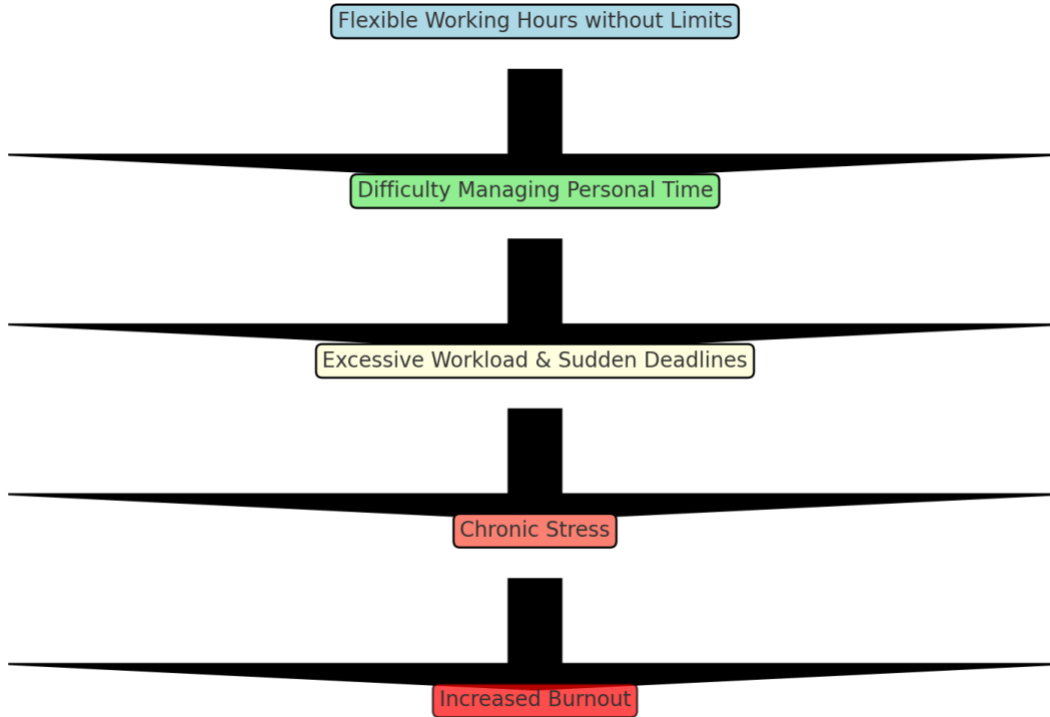 Flexible Working Hours without Limits
Difficulty Managing Personal Time
Excessive Workload & Sudden Deadlines
Chronic Stress
Increased Burnout